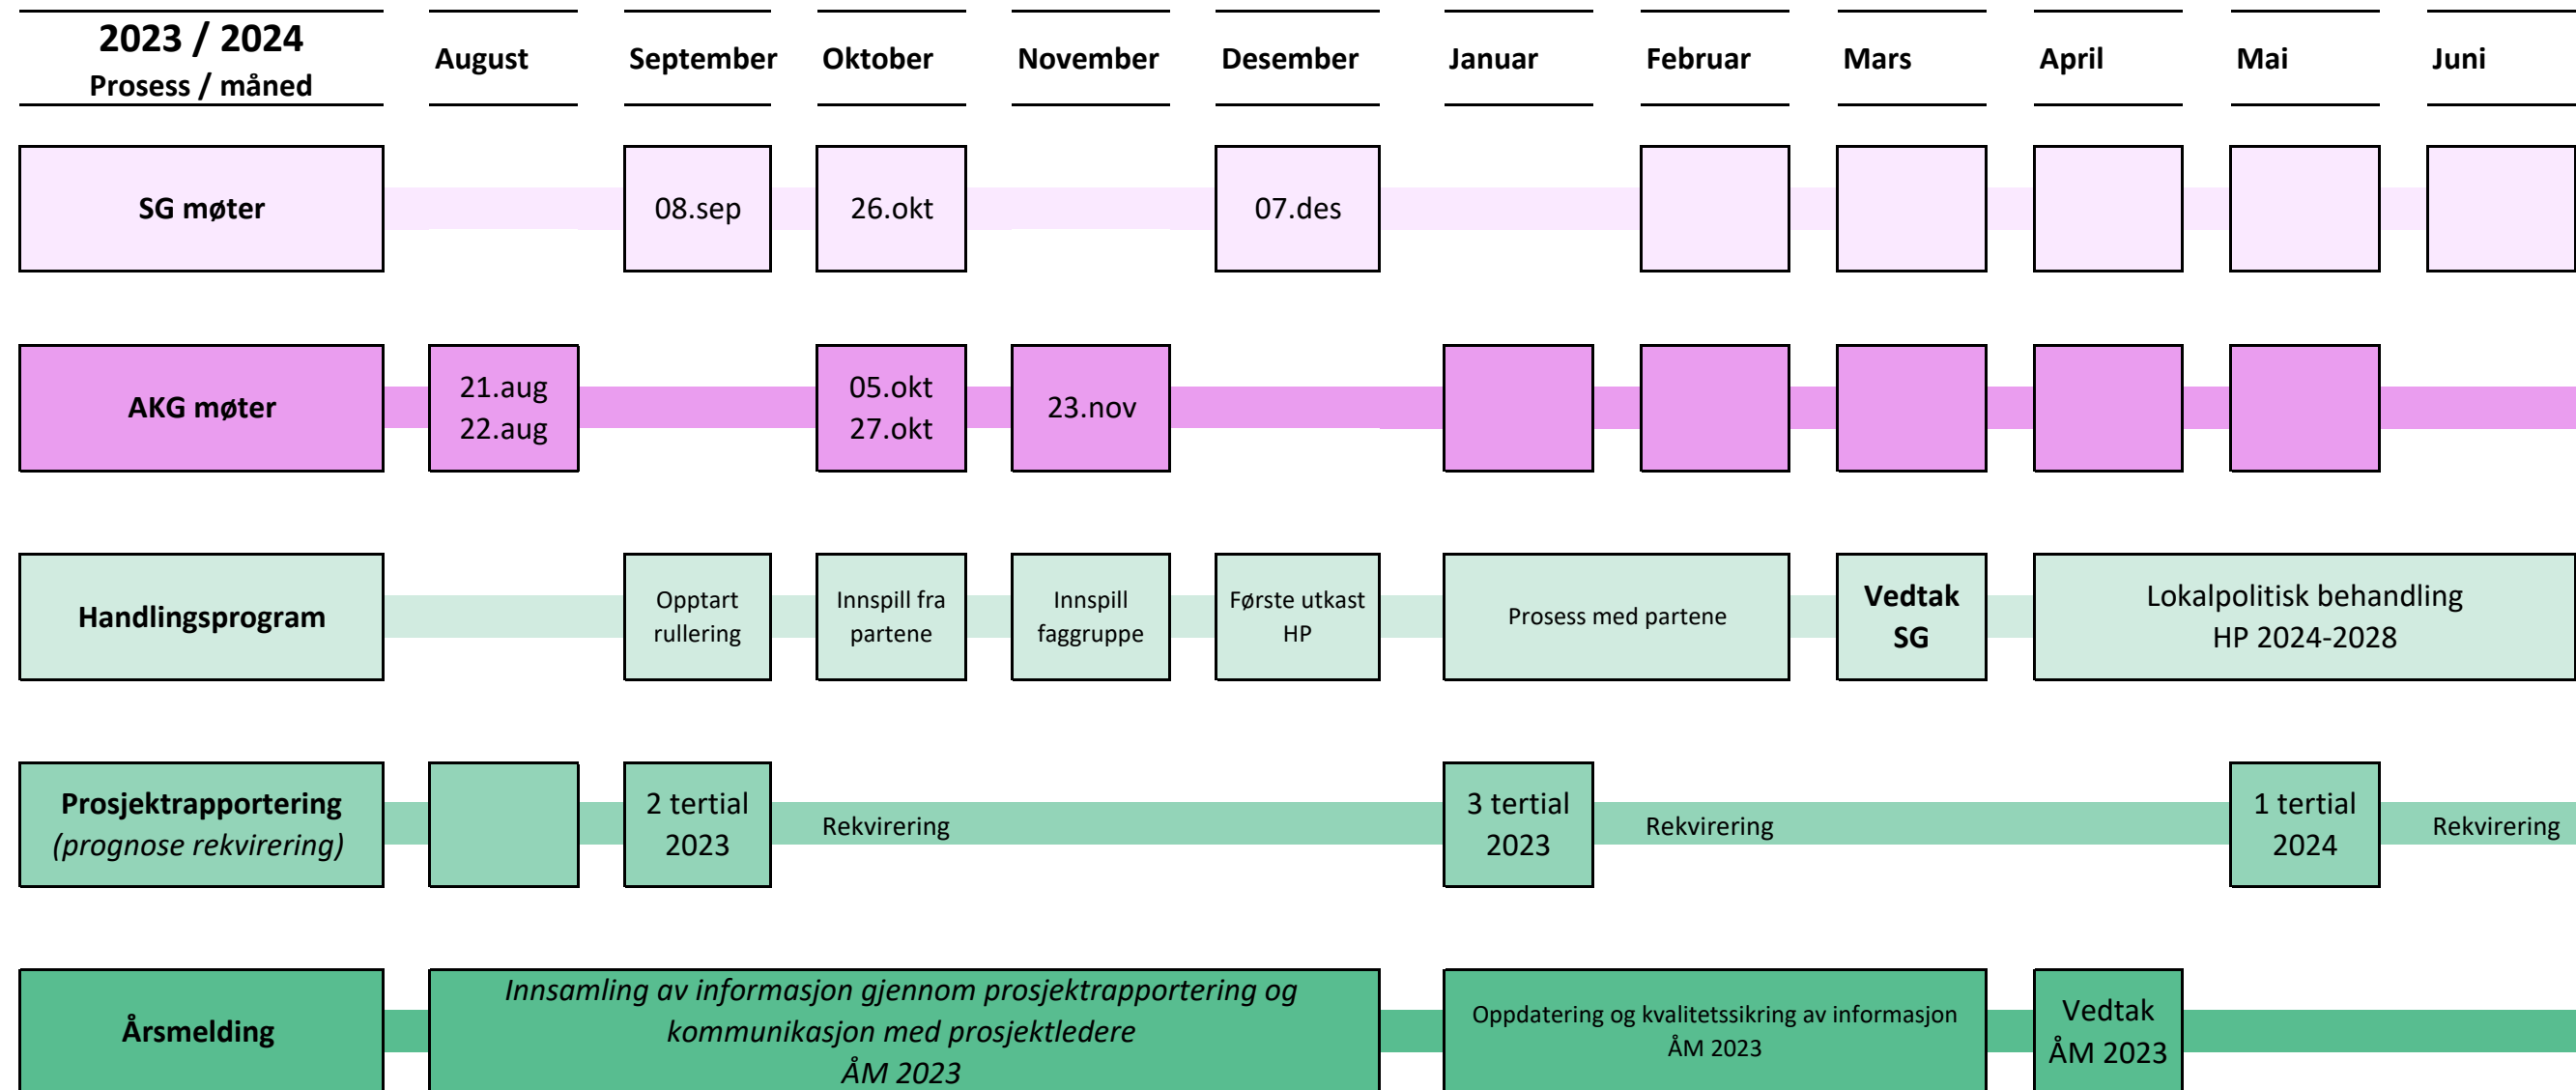 2023 / 2024
Prosess / måned
August
September
Oktober
November
Desember
Januar
Februar
Mars
April
Mai
Juni
SG møter
08.sep
26.okt
07.des
AKG møter
21.aug
22.aug
05.okt
27.okt
23.nov
Handlingsprogram
Opptart
rullering
Innspill fra
partene
Innspill
faggruppe
Første utkast
HP
Prosess med partene
Vedtak
SG
Lokalpolitisk behandling
HP 2024-2028
Prosjektrapportering
(prognose rekvirering)
2 tertial
2023
Rekvirering
3 tertial
2023
Rekvirering
1 tertial
2024
Rekvirering
Årsmelding
Innsamling av informasjon gjennom prosjektrapportering og
kommunikasjon med prosjektledere
ÅM 2023
Oppdatering og kvalitetssikring av informasjon
ÅM 2023
Vedtak
ÅM 2023